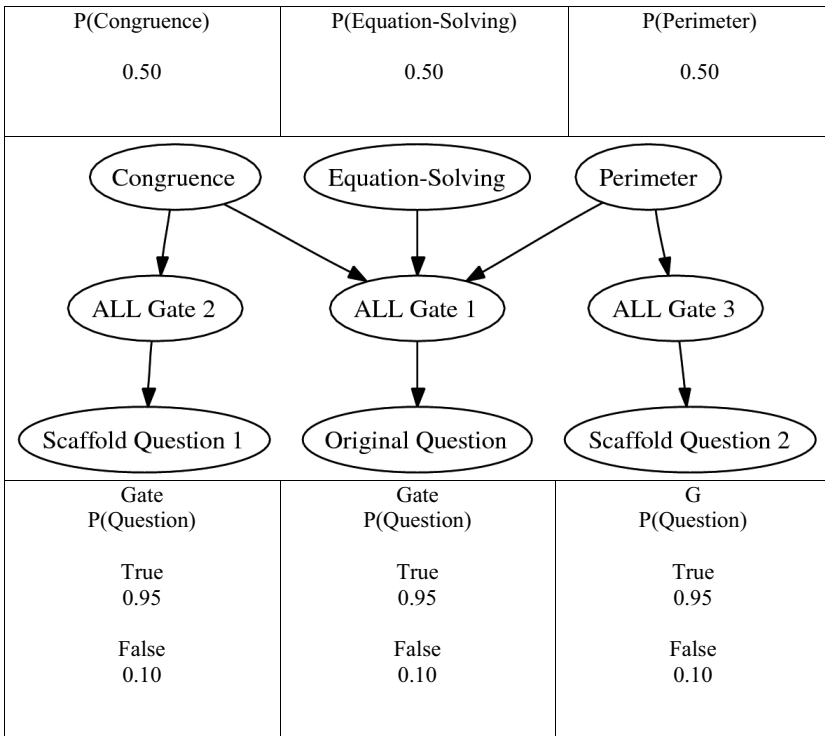 P(Congruence)
0.50
P(Equation-Solving)
0.50
P(Perimeter)
0.50
Congruence
Equation-Solving
Perimeter
ALL Gate 2
ALL Gate 1
ALL Gate 3
Scaffold Question 1
Original Question
Scaffold Question 2
Gate
P(Question)
True
0.95
False
0.10
Gate
P(Question)
True
0.95
False
0.10
G
P(Question)
True
0.95
False
0.10